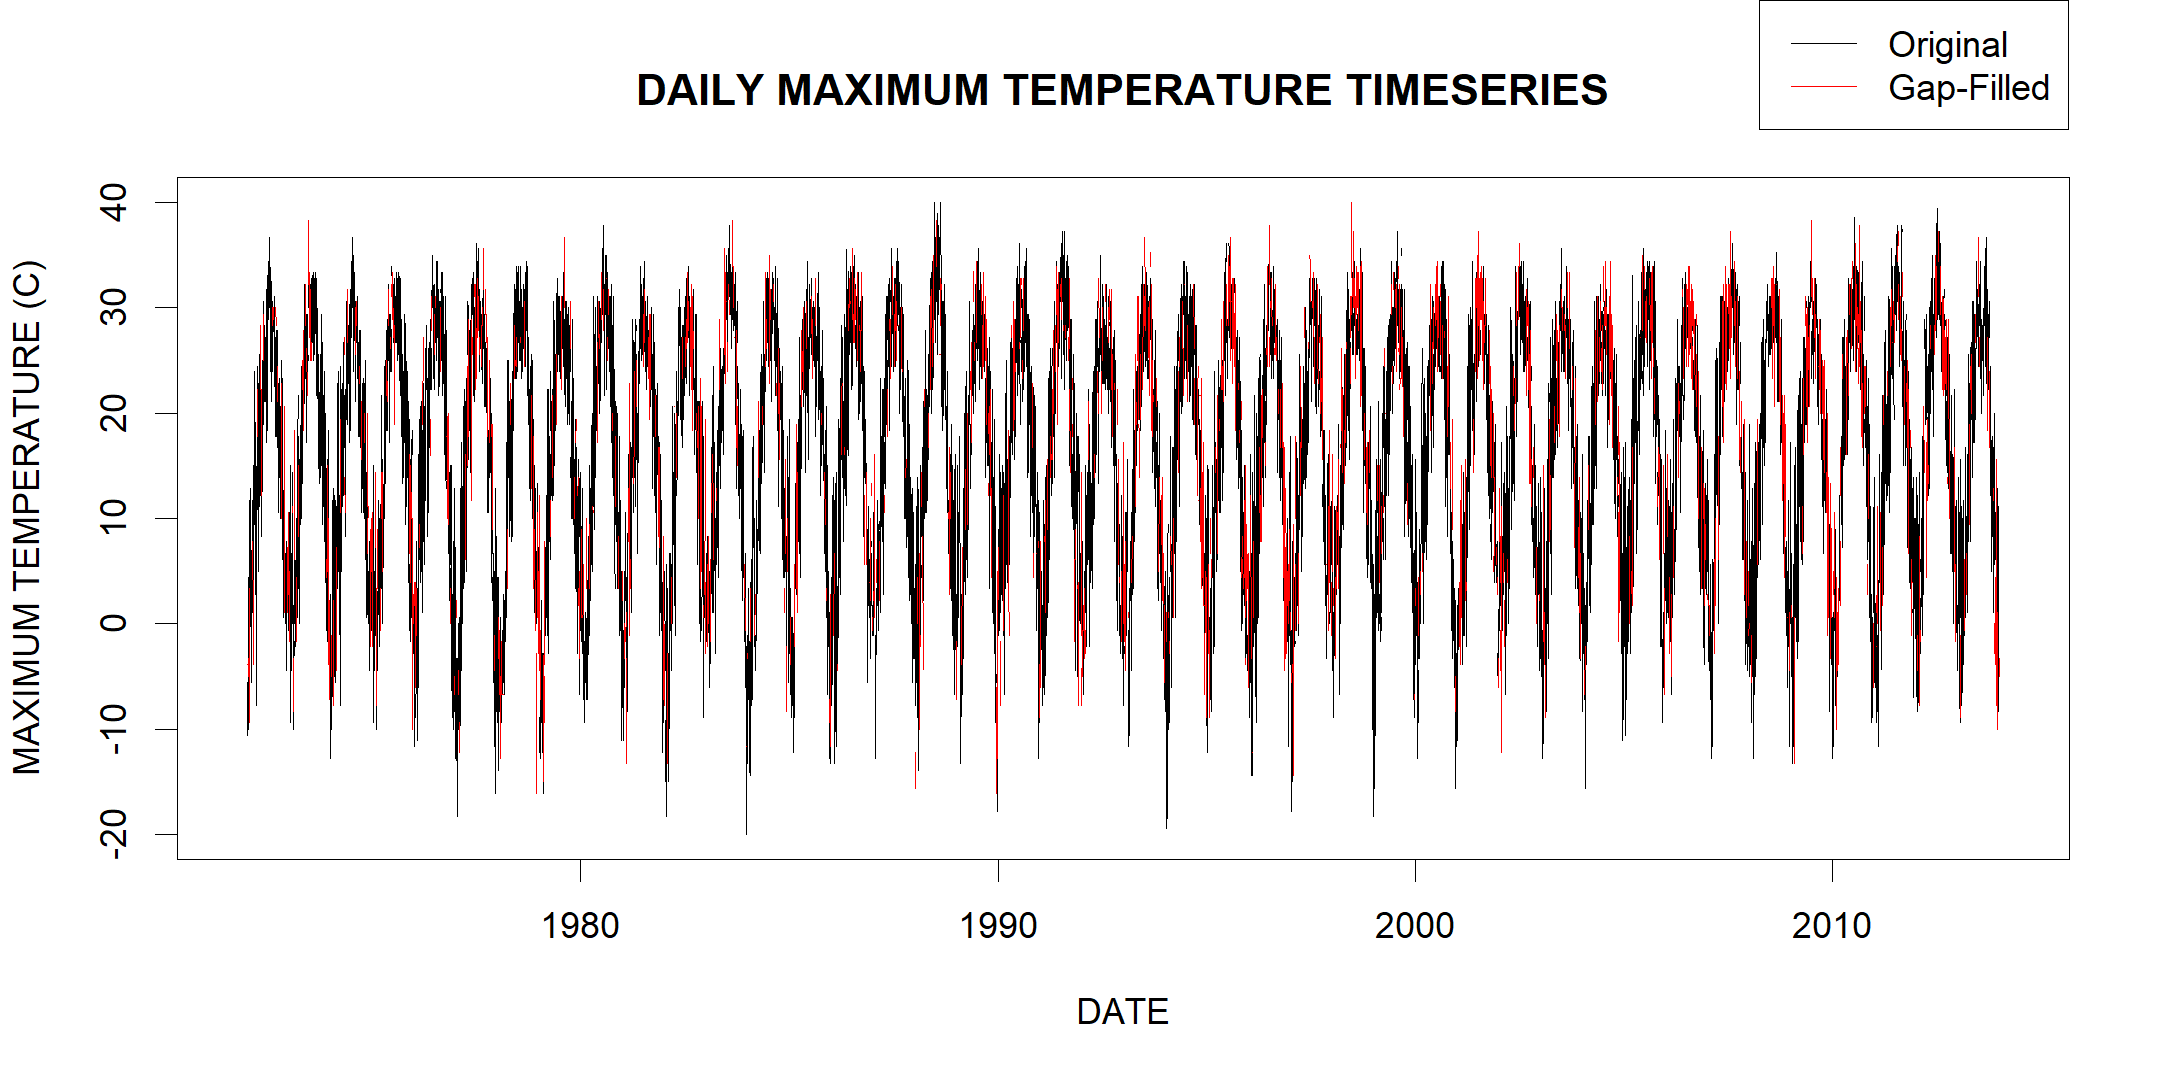 Original
Gap-Filled
DAILY MAXIMUM TEMPERATURE TIMESERIES
MAXIMUM TEMPERATURE (C)
40
30
20
10
0
-10
-20
1980
1990
2000
2010
DATE